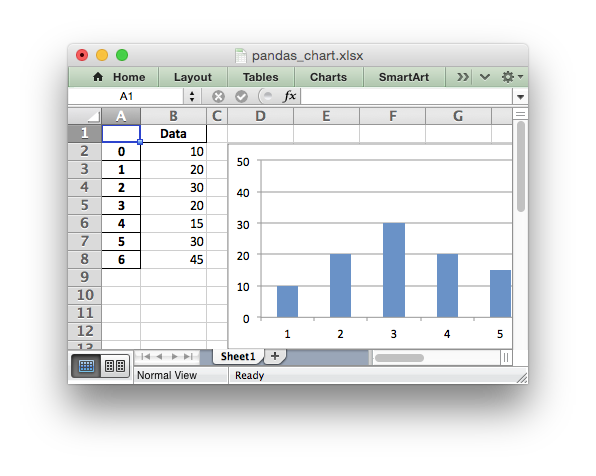 pandas_chart.xlsx
Home Layout Tables Charts SmartArt
A1 fx
A B C D E F G
1 Data
2 0 10
3 1 20
4 2 30
5 3 20
6 4 15
7 5 30
8 6 45
9
10
11
12
13
50
40
30
20
10
0
1 2 3 4 5
Sheet1
Normal View Ready